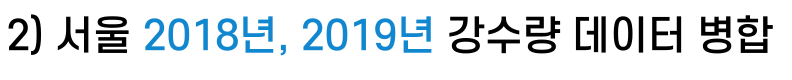 2) 서울 2018년, 2019년 강수량 데이터 병합